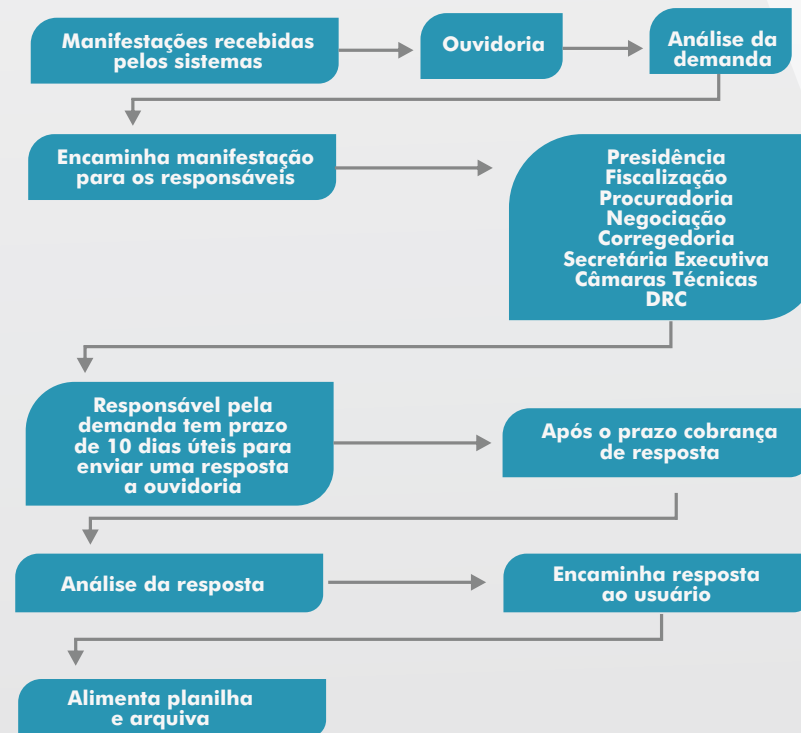 Manifestações recebidas
pelos sistemas
Ouvidoria
Análise da
demanda
Encaminha manifestação
para os responsáveis
Presidência
Fiscalização
Procuradoria
Negociação
Corregedoria
Secretária Executiva
Câmaras Técnicas
DRC
Responsável pela
demanda tem prazo
de 10 dias úteis para
enviar uma resposta
a ouvidoria
Após o prazo cobrança
de resposta
Análise da resposta
Encaminha resposta
ao usuário
Alimenta planilha
e arquiva